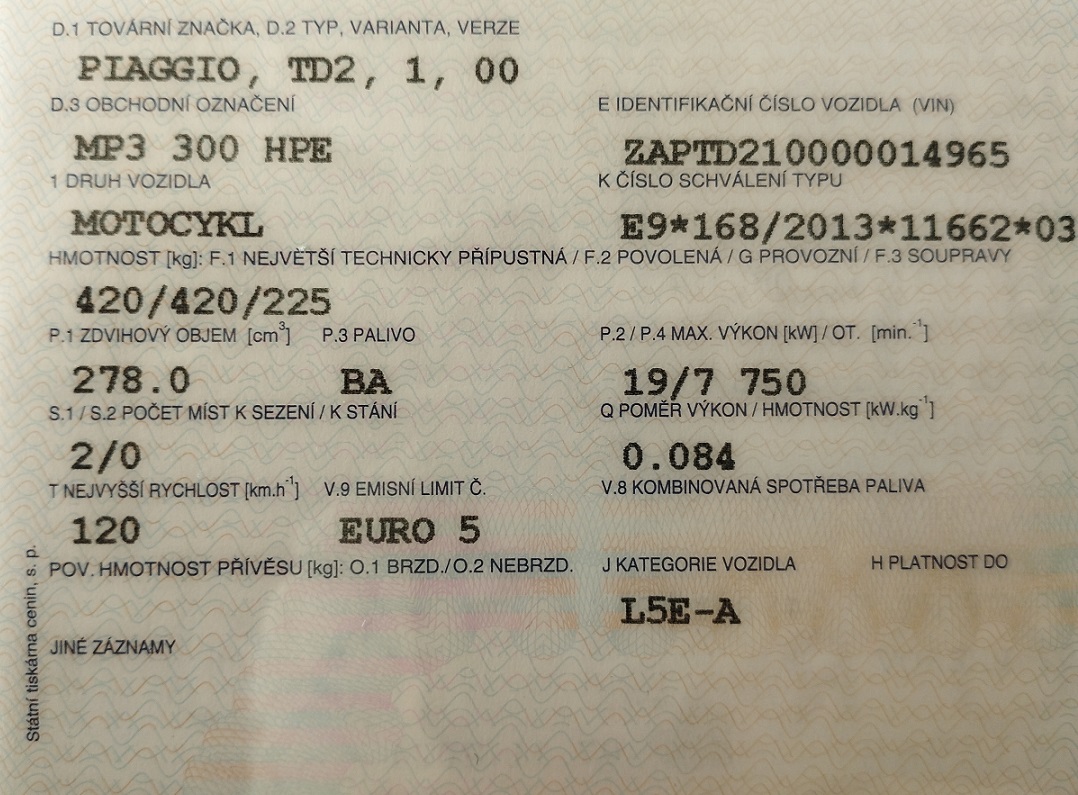 D.1 TOVÁRNÍ ZNAČKA, D.2 TYP, VARIANTA, VERZE
PIAGGIO, TD2, 1, 00
D.3 OBCHODNÍ OZNAČENÍ
E IDENTIFIKAČNÍ ČÍSLO VOZIDLA (VIN)
MP3 300 HPE
ZAPTD210000014965
1 DRUH VOZIDLA
K ČÍSLO SCHVÁLENÍ TYPU
MOTOCYKL
E9*168/2013*11662*03
HMOTNOST [kg]: F.1 NEJVĚTŠÍ TECHNICKY PŘÍPUSTNÁ / F.2 POVOLENÁ / G PROVOZNÍ / F.3 SOUPRAVY
420/420/225
P.1 ZDVIHOVÝ OBJEM [cm³]
P.3 PALIVO
P.2 / P.4 MAX. VÝKON [kW] / OT. [min.⁻¹]
278.0
BA
19/7 750
S.1 / S.2 POČET MÍST K SEZENÍ / K STÁNÍ
Q POMĚR VÝKON / HMOTNOST [kW.kg⁻¹]
2/0
0.084
T NEJVYŠŠÍ RYCHLOST [km.h⁻¹]
V.9 EMISNÍ LIMIT Č.
V.8 KOMBINOVANÁ SPOTŘEBA PALIVA
120
EURO 5
POV. HMOTNOST PŘÍVĚSU [kg]: O.1 BRZD./O.2 NEBRZD.
J KATEGORIE VOZIDLA
H PLATNOST DO
L5E-A
JINÉ ZÁZNAMY
Státní tiskárna cenin, s. p.